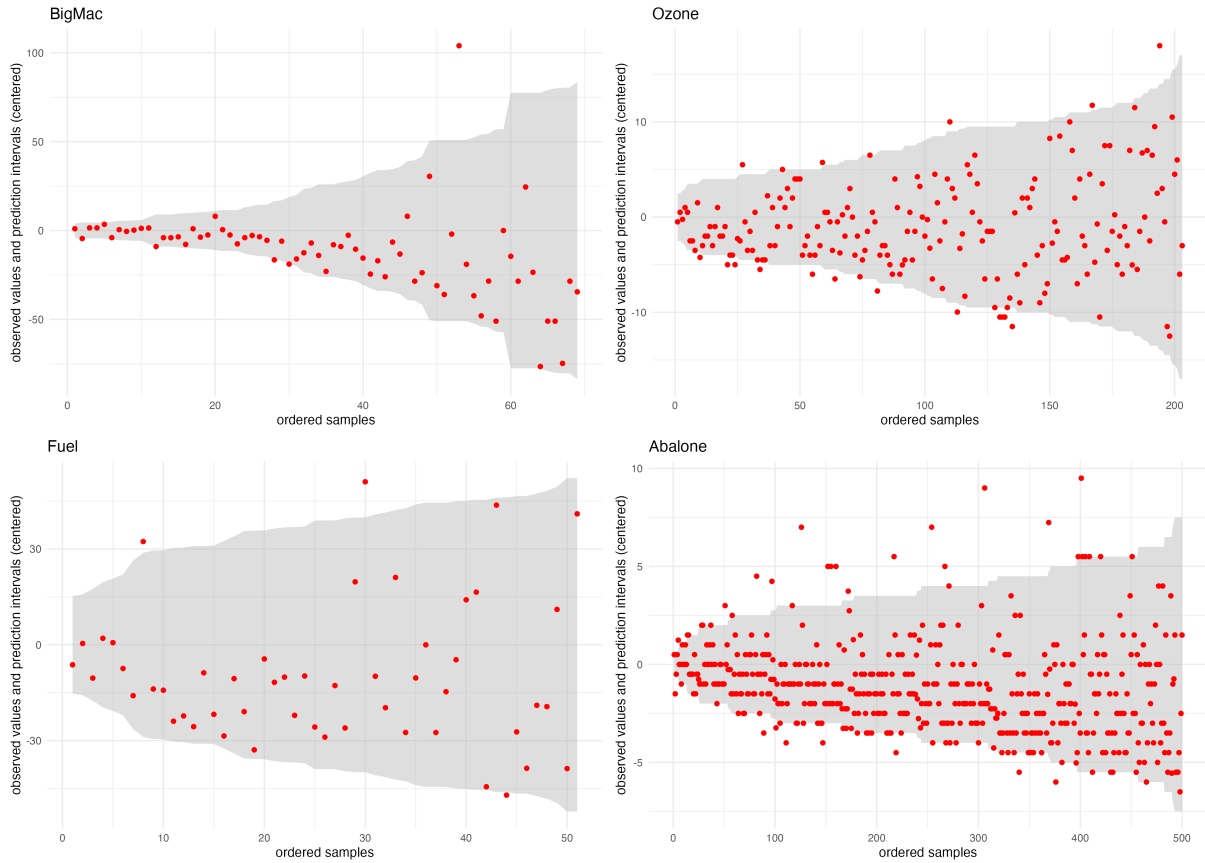 BigMac
observed values and prediction intervals (centered)
100
50
0
-50
0
20
40
60
ordered samples
Ozone
observed values and prediction intervals (centered)
10
0
-10
0
50
100
150
200
ordered samples
Fuel
observed values and prediction intervals (centered)
30
0
-30
0
10
20
30
40
50
ordered samples
Abalone
observed values and prediction intervals (centered)
10
5
0
-5
0
100
200
300
400
500
ordered samples